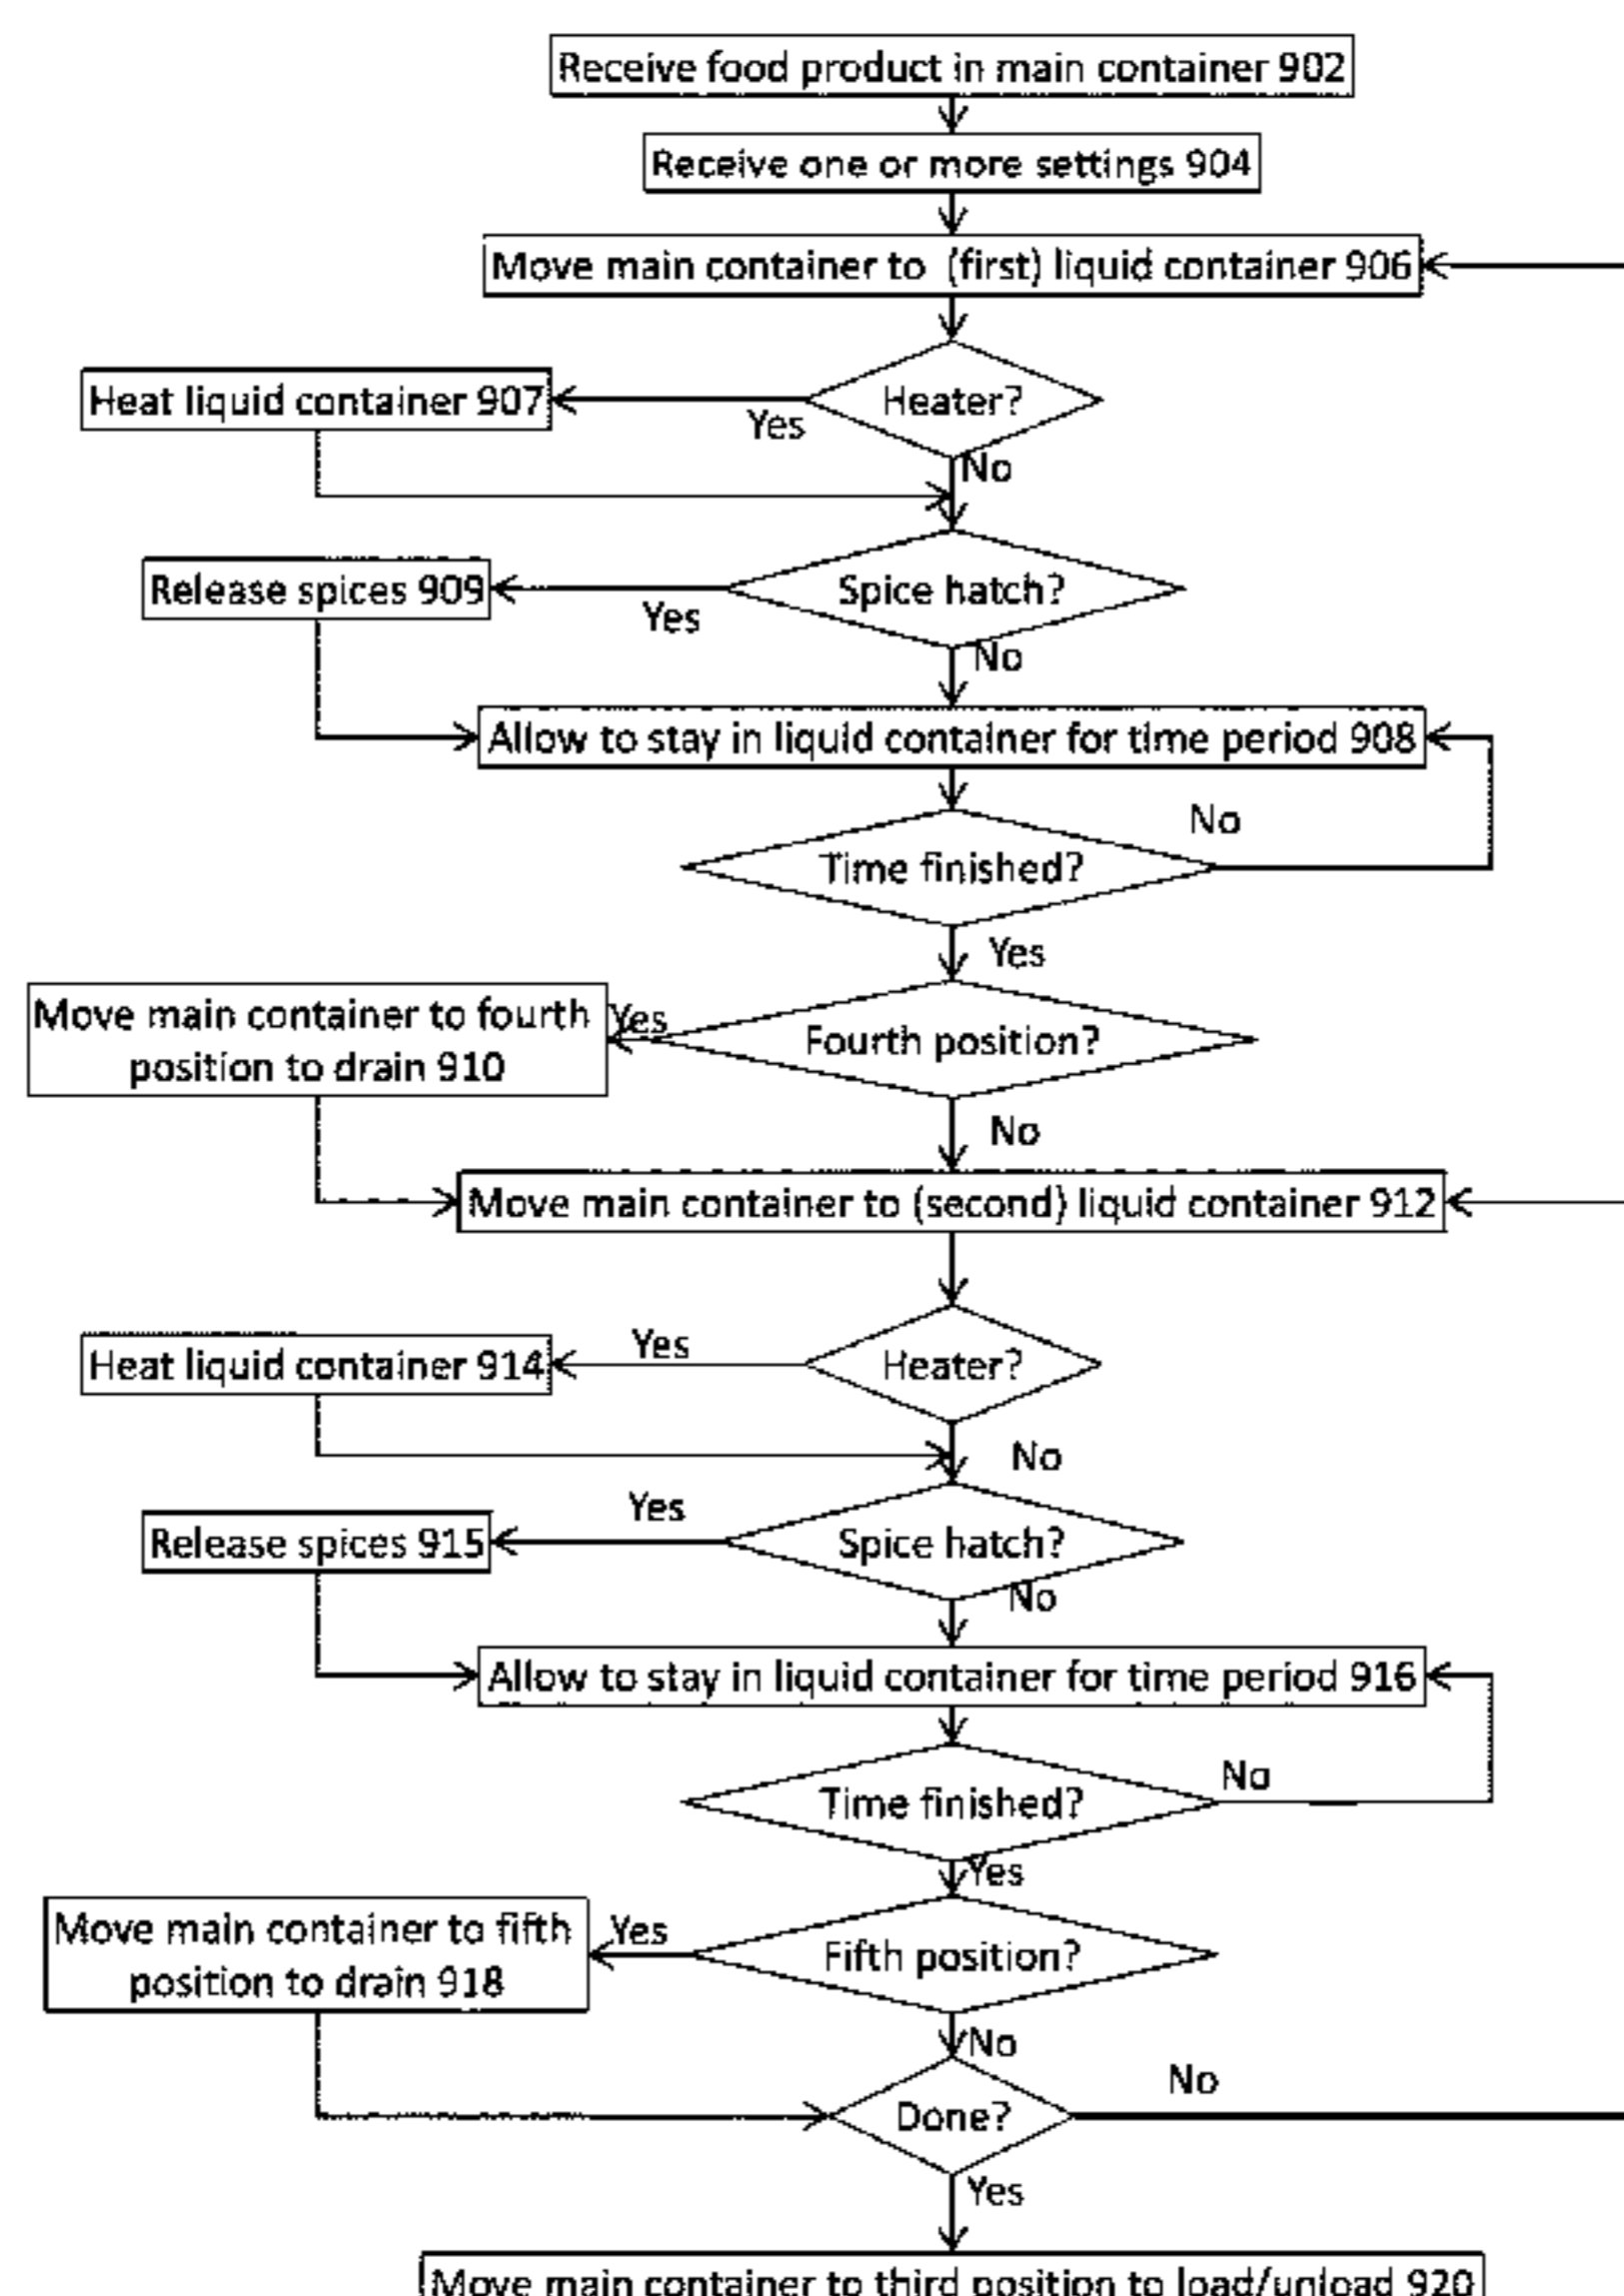 Receive food product in main container 902
Receive one or more settings 904
Move main container to (first) liquid container 906
Heat liquid container 907
Yes
Heater?
No
Release spices 909
Yes
Spice hatch?
No
Allow to stay in liquid container for time period 908
No
Time finished?
Yes
Move main container to fourth
position to drain 910
Yes
Fourth position?
No
Move main container to (second) liquid container 912
Heat liquid container 914
Yes
Heater?
No
Release spices 915
Yes
Spice hatch?
No
Allow to stay in liquid container for time period 916
No
Time finished?
Yes
Move main container to fifth
position to drain 918
Yes
Fifth position?
No
No
Done?
Yes
Move main container to third position to load/unload 920